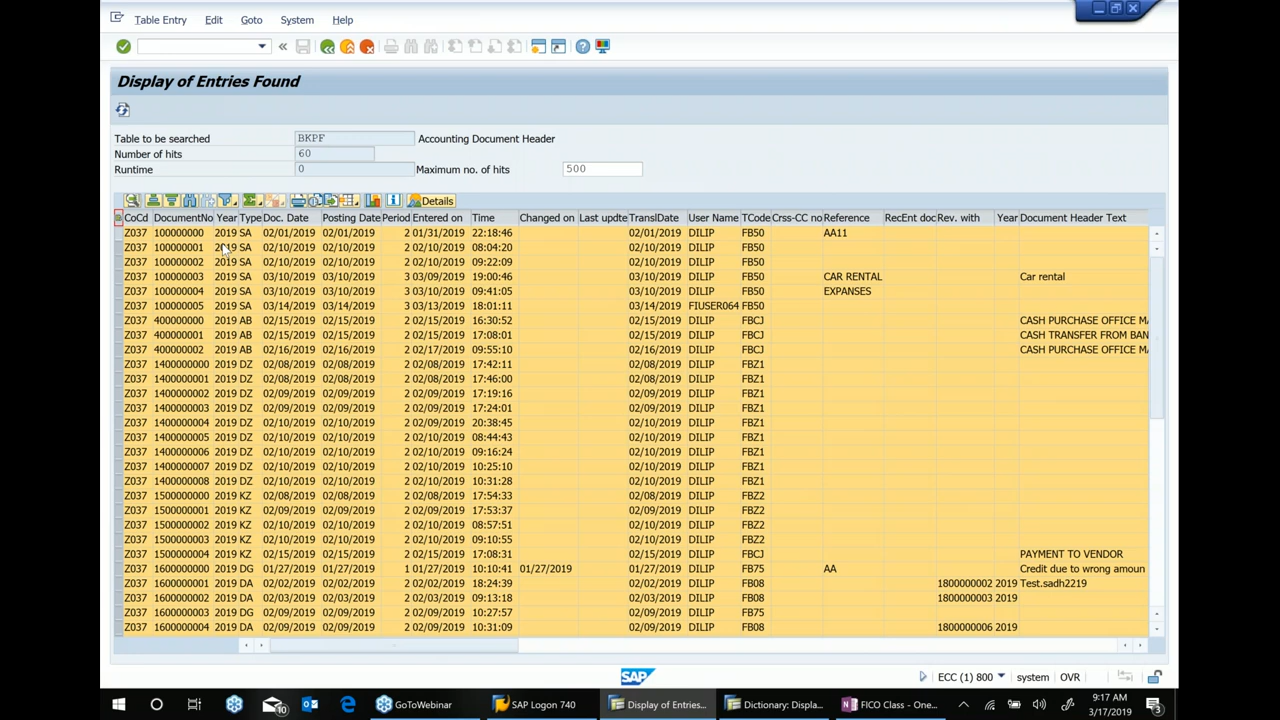 Table Entry Edit Goto System Help
Display of Entries Found
Table to be searched BKPF Accounting Document Header
Number of hits 60
Runtime 0 Maximum no. of hits 500
Details
CoCd DocumentNo Year Type Doc. Date Posting Date Period Entered on Time Changed on Last updte TranslDate User Name TCode Crss-CC no Reference RecEnt doc Rev. with Year Document Header Text
Z037 100000000 2019 SA 02/01/2019 02/01/2019 2 01/31/2019 22:18:46 02/01/2019 DILIP FB50 AA11
Z037 100000001 2019 SA 02/10/2019 02/10/2019 2 02/10/2019 08:04:20 02/10/2019 DILIP FB50
Z037 100000002 2019 SA 02/10/2019 02/10/2019 2 02/10/2019 09:22:09 02/10/2019 DILIP FB50
Z037 100000003 2019 SA 03/10/2019 03/10/2019 3 03/09/2019 19:00:46 03/10/2019 DILIP FB50 CAR RENTAL Car rental
Z037 100000004 2019 SA 03/10/2019 03/10/2019 3 03/10/2019 09:41:05 03/10/2019 DILIP FB50 EXPANSES
Z037 100000005 2019 SA 03/14/2019 03/14/2019 3 03/13/2019 18:01:11 03/14/2019 FIUSER064 FB50
Z037 400000000 2019 AB 02/15/2019 02/15/2019 2 02/15/2019 16:30:52 02/15/2019 DILIP FBCJ CASH PURCHASE OFFICE MA
Z037 400000001 2019 AB 02/15/2019 02/15/2019 2 02/15/2019 17:08:01 02/15/2019 DILIP FBCJ CASH TRANSFER FROM BAN
Z037 400000002 2019 AB 02/16/2019 02/16/2019 2 02/17/2019 09:55:10 02/16/2019 DILIP FBCJ CASH PURCHASE OFFICE MA
Z037 1400000000 2019 DZ 02/08/2019 02/08/2019 2 02/08/2019 17:42:11 02/08/2019 DILIP FBZ1
Z037 1400000001 2019 DZ 02/08/2019 02/08/2019 2 02/08/2019 17:46:00 02/08/2019 DILIP FBZ1
Z037 1400000002 2019 DZ 02/09/2019 02/09/2019 2 02/09/2019 17:19:16 02/09/2019 DILIP FBZ1
Z037 1400000003 2019 DZ 02/09/2019 02/09/2019 2 02/09/2019 17:24:01 02/09/2019 DILIP FBZ1
Z037 1400000004 2019 DZ 02/10/2019 02/10/2019 2 02/09/2019 20:38:45 02/10/2019 DILIP FBZ1
Z037 1400000005 2019 DZ 02/10/2019 02/10/2019 2 02/10/2019 08:44:43 02/10/2019 DILIP FBZ1
Z037 1400000006 2019 DZ 02/10/2019 02/10/2019 2 02/10/2019 09:16:24 02/10/2019 DILIP FBZ1
Z037 1400000007 2019 DZ 02/10/2019 02/10/2019 2 02/10/2019 10:25:10 02/10/2019 DILIP FBZ1
Z037 1400000008 2019 DZ 02/10/2019 02/10/2019 2 02/10/2019 10:31:28 02/10/2019 DILIP FBZ1
Z037 1500000000 2019 KZ 02/08/2019 02/08/2019 2 02/08/2019 17:54:33 02/08/2019 DILIP FBZ2
Z037 1500000001 2019 KZ 02/10/2019 02/10/2019 2 02/09/2019 17:53:37 02/10/2019 DILIP FBZ2
Z037 1500000002 2019 KZ 02/10/2019 02/10/2019 2 02/10/2019 08:57:51 02/10/2019 DILIP FBZ2
Z037 1500000003 2019 KZ 02/10/2019 02/10/2019 2 02/10/2019 09:10:55 02/10/2019 DILIP FBZ2
Z037 1500000004 2019 KZ 02/15/2019 02/15/2019 2 02/15/2019 17:08:31 02/15/2019 DILIP FBCJ PAYMENT TO VENDOR
Z037 1600000000 2019 DG 01/27/2019 01/27/2019 1 01/27/2019 10:10:41 01/27/2019 01/27/2019 DILIP FB75 AA Credit due to wrong amoun
Z037 1600000001 2019 DA 02/02/2019 02/02/2019 2 02/02/2019 18:24:39 02/02/2019 DILIP FB08 1800000002 2019 Test.sadh2219
Z037 1600000002 2019 DA 02/03/2019 02/03/2019 2 02/03/2019 09:13:18 02/03/2019 DILIP FB08 1800000003 2019
Z037 1600000003 2019 DG 02/09/2019 02/09/2019 2 02/09/2019 10:27:57 02/09/2019 DILIP FB75
Z037 1600000004 2019 DA 02/09/2019 02/09/2019 2 02/09/2019 10:31:09 02/09/2019 DILIP FB08 1800000006 2019
SAP ECC (1) 800 system OVR
10 GoToWebinar SAP Logon 740 Display of Entries... Dictionary: Displa... FICO Class - One... 9:17 AM
3/17/2019 3